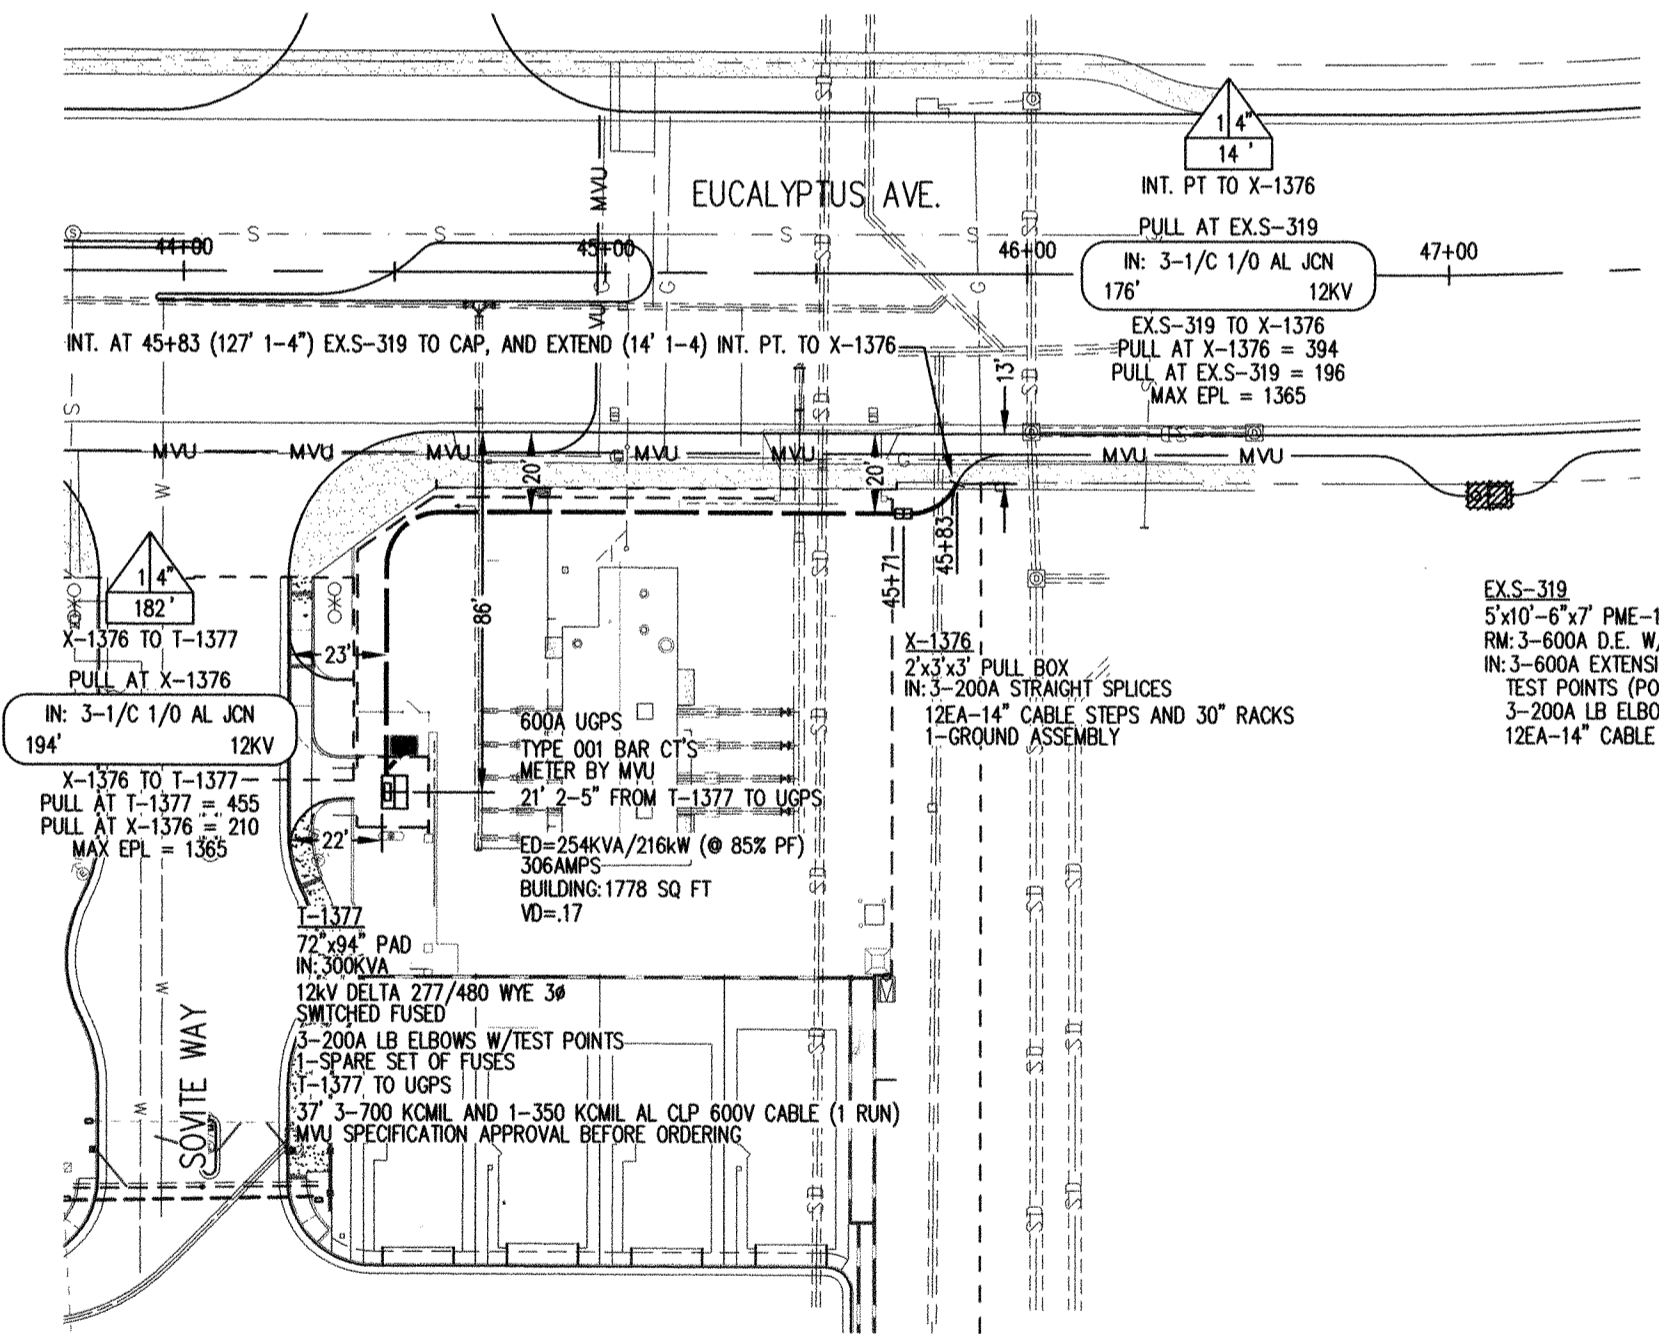 1 4"
14 '
INT. PT TO X-1376
EUCALYPTUS AVE.
PULL AT EX.S-319
IN: 3-1/C 1/0 AL JCN
176' 12KV
EX.S-319 TO X-1376
PULL AT X-1376 = 394
PULL AT EX.S-319 = 196
MAX EPL = 1365
44+00
45+00
46+00
47+00
INT. AT 45+83 (127' 1-4") EX.S-319 TO CAP, AND EXTEND (14' 1-4) INT. PT. TO X-1376
13'
MVU
MVU MVU MVU MVU MVU MVU MVU
20'
20'
45+71
45+83
86'
1 4"
182 '
X-1376 TO T-1377
PULL AT X-1376
IN: 3-1/C 1/0 AL JCN
194' 12KV
X-1376 TO T-1377
PULL AT T-1377 = 455
PULL AT X-1376 = 210
MAX EPL = 1365
23'
22'
X-1376
2'x3'x3' PULL BOX
IN: 3-200A STRAIGHT SPLICES
12EA-14" CABLE STEPS AND 30" RACKS
1-GROUND ASSEMBLY
EX.S-319
5'x10'-6"x7' PME-1
RM: 3-600A D.E. W/
IN: 3-600A EXTENSI
TEST POINTS (PO
3-200A LB ELBO
12EA-14" CABLE
600A UGPS
TYPE 001 BAR CT'S
METER BY MVU
21' 2-5" FROM T-1377 TO UGPS
ED=254KVA/216kW (@ 85% PF)
306AMPS
BUILDING: 1778 SQ FT
VD=.17
T-1377
72"x94" PAD
IN: 300KVA
12kV DELTA 277/480 WYE 3ø
SWITCHED FUSED
3-200A LB ELBOWS W/TEST POINTS
1-SPARE SET OF FUSES
T-1377 TO UGPS
37' 3-700 KCMIL AND 1-350 KCMIL AL CLP 600V CABLE (1 RUN)
MVU SPECIFICATION APPROVAL BEFORE ORDERING
SOVITE WAY